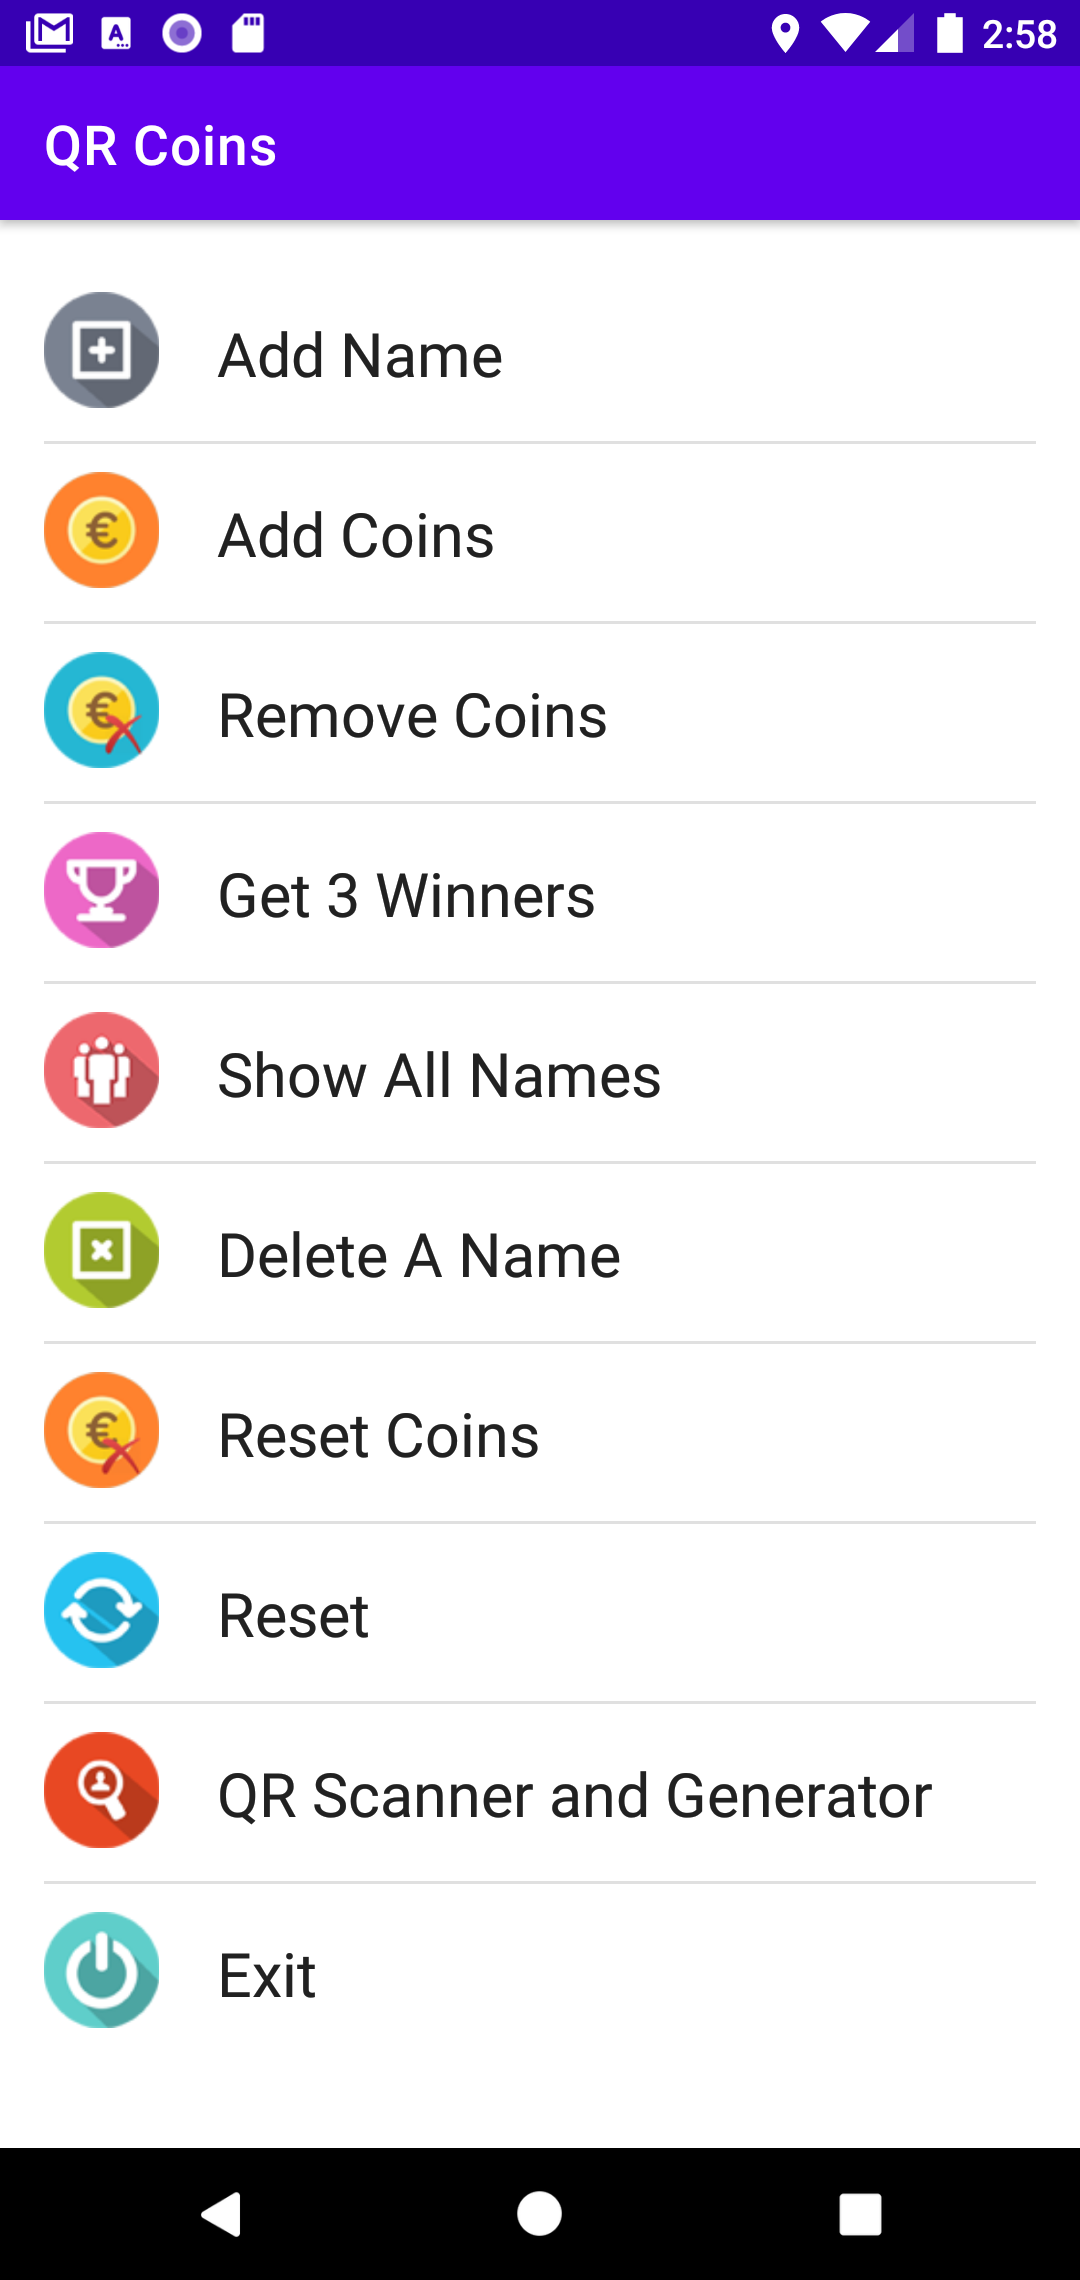 2:58
QR Coins
Add Name
Add Coins
Remove Coins
Get 3 Winners
Show All Names
Delete A Name
Reset Coins
Reset
QR Scanner and Generator
Exit